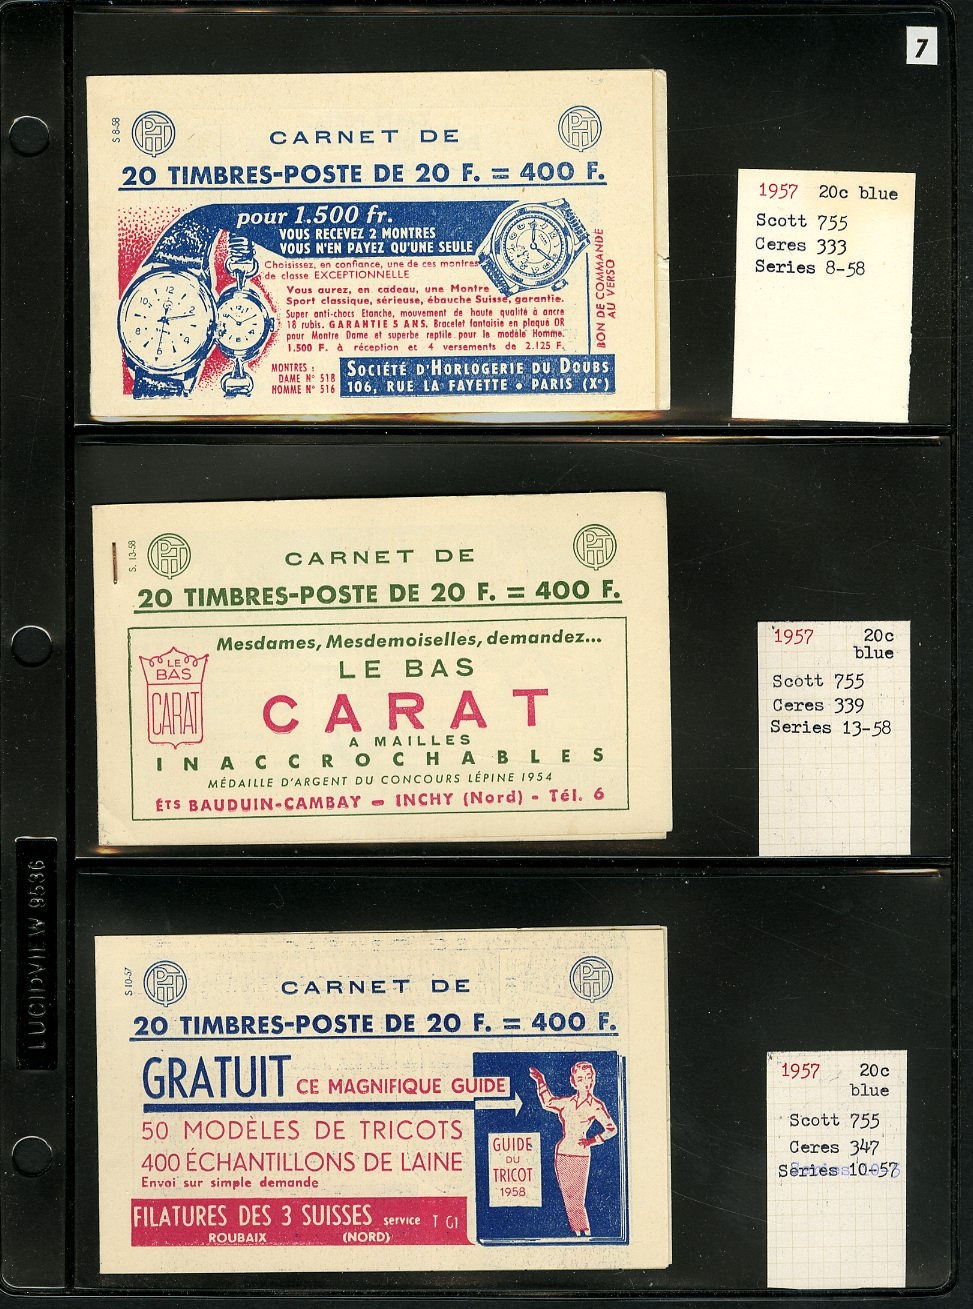 7
S 8-58
PTT
PTT
CARNET DE
20 TIMBRES-POSTE DE 20 F. = 400 F.
pour 1.500 fr.
VOUS RECEVEZ 2 MONTRES
VOUS N'EN PAYEZ QU'UNE SEULE
Choisissez, en confiance, une de ces montres
de classe EXCEPTIONNELLE
Vous aurez, en cadeau, une Montre
Sport classique, sérieuse, ébauche Suisse, garantie.
Super anti-chocs Etanche, mouvement de haute qualité à ancre
18 rubis. GARANTIE 5 ANS. Bracelet fantaisie en plaqué OR
pour Montre Dame et superbe reptile pour le modèle Homme.
1.500 F. à réception et 4 versements de 2.125 F.
MONTRES :
DAME N° 518
HOMME N° 516
SOCIÉTÉ D'HORLOGERIE DU DOUBS
106, RUE LA FAYETTE • PARIS (Xe)
BON DE COMMANDE
AU VERSO
1957 20c blue
Scott 755
Ceres 333
Series 8-58
S. 13-58
PTT
PTT
CARNET DE
20 TIMBRES-POSTE DE 20 F. = 400 F.
Mesdames, Mesdemoiselles, demandez...
LE BAS
CARAT
LE BAS
CARAT
A MAILLES
INACCROCHABLES
MÉDAILLE D'ARGENT DU CONCOURS LÉPINE 1954
ÉTS BAUDUIN-CAMBAY - INCHY (Nord) - Tél. 6
1957 20c
blue
Scott 755
Ceres 339
Series 13-58
S 10-57
PTT
PTT
CARNET DE
20 TIMBRES-POSTE DE 20 F. = 400 F.
GRATUIT CE MAGNIFIQUE GUIDE
50 MODÈLES DE TRICOTS
400 ÉCHANTILLONS DE LAINE
Envoi sur simple demande
GUIDE
DU
TRICOT
1958
FILATURES DES 3 SUISSES service T G1
ROUBAIX (NORD)
1957 20c
blue
Scott 755
Ceres 347
Series 10-57
LUCIDVIEW 9536